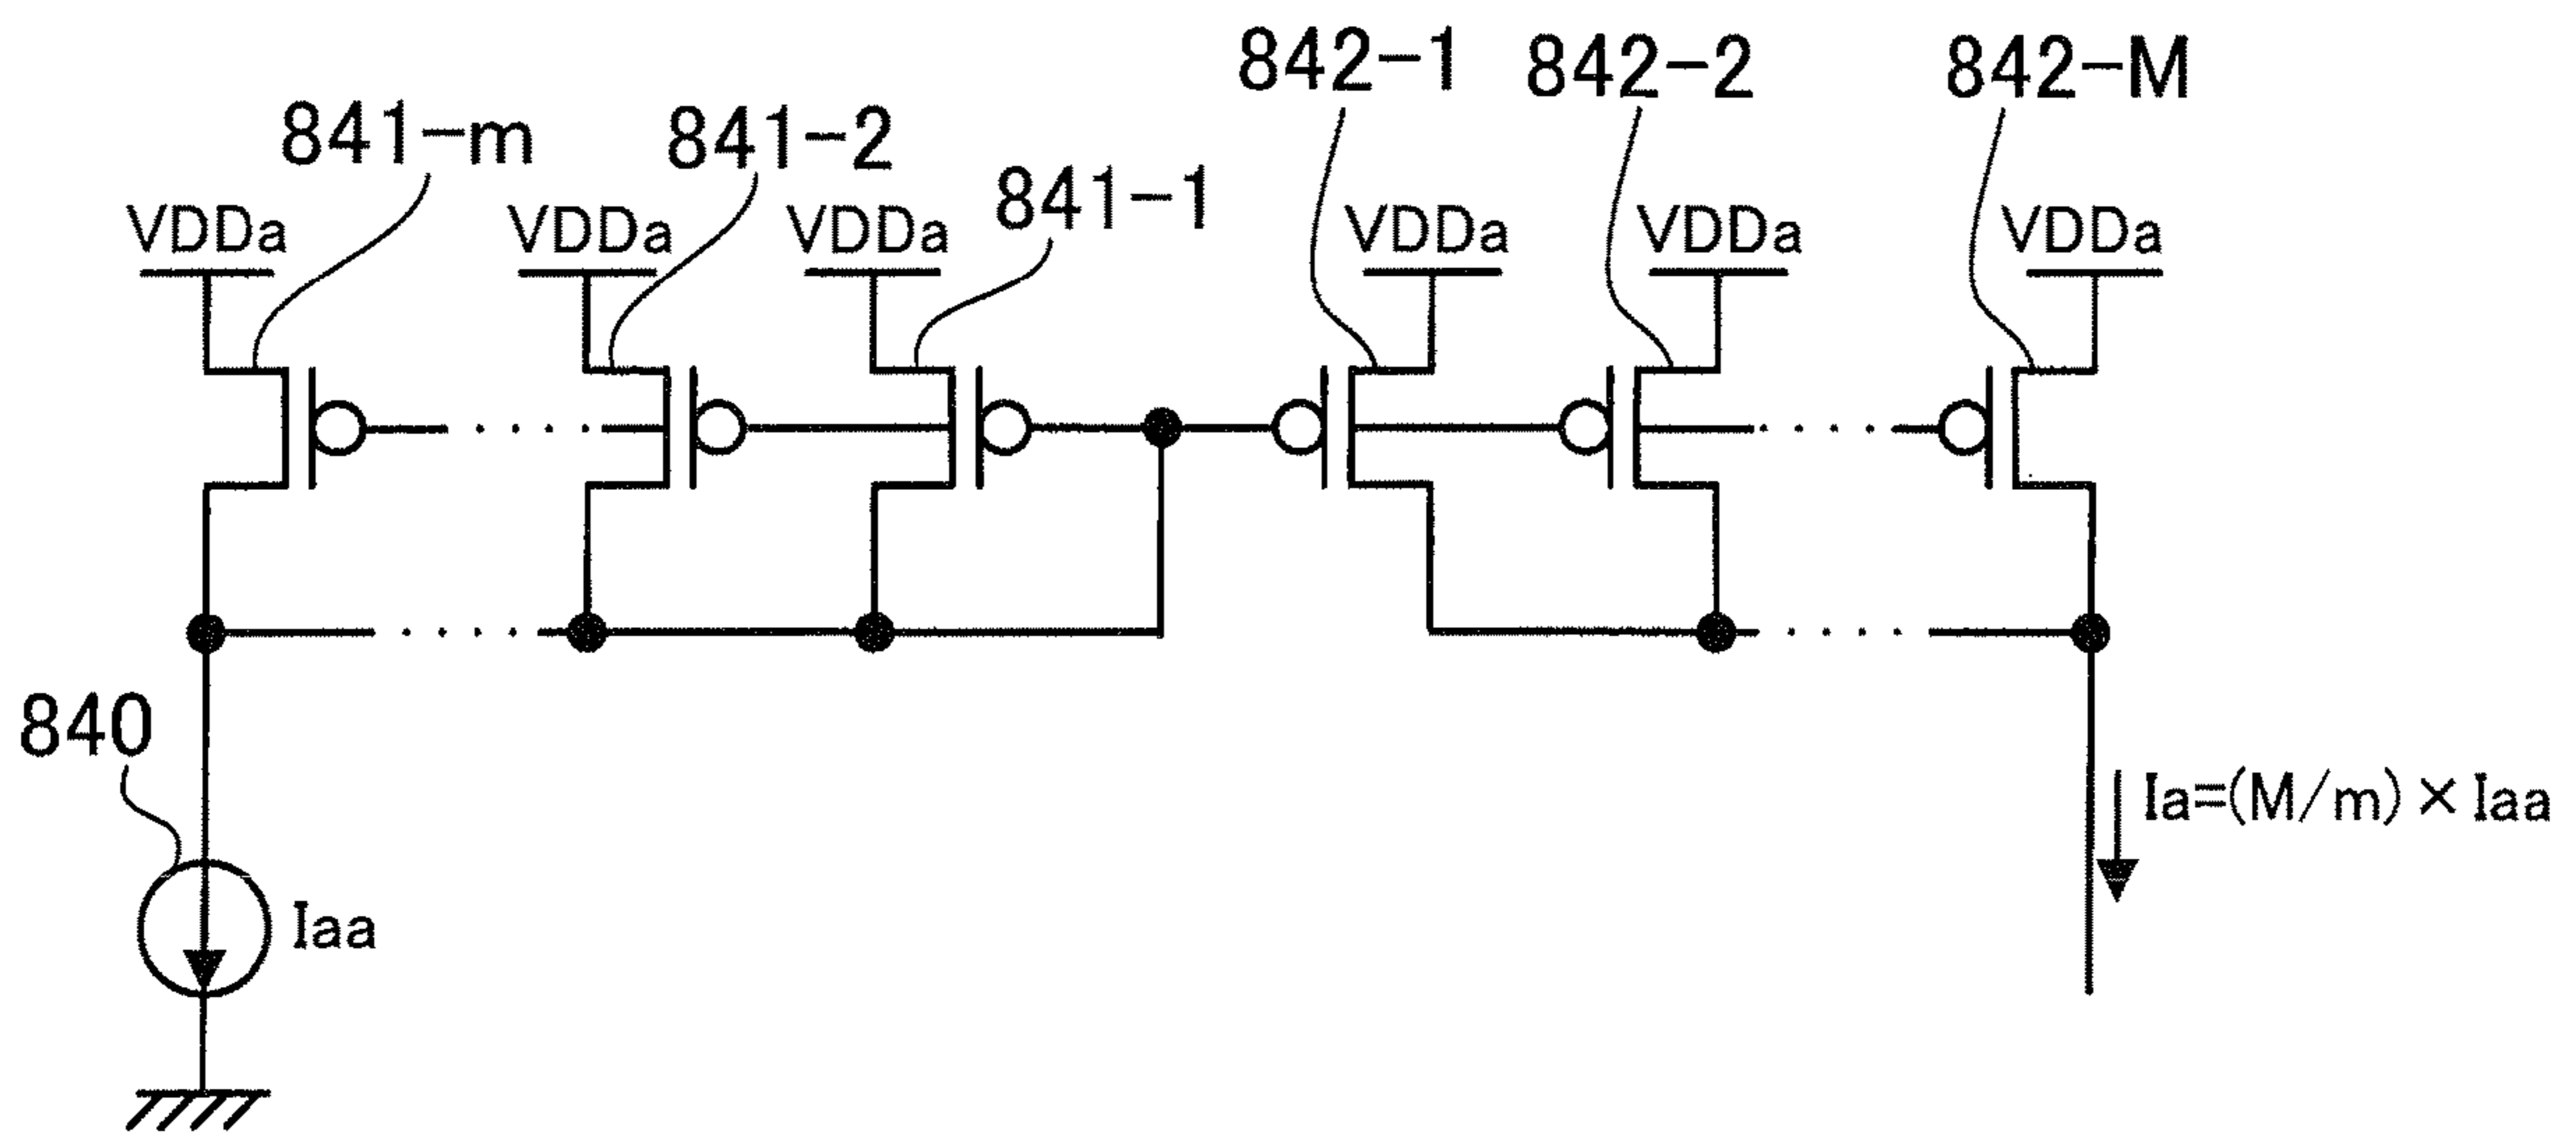 842-1
842-2
842-M
841-m
841-2
841-1
VDDa
VDDa
VDDa
VDDa
VDDa
VDDa
840
Ia=(M/m)×Iaa
Iaa